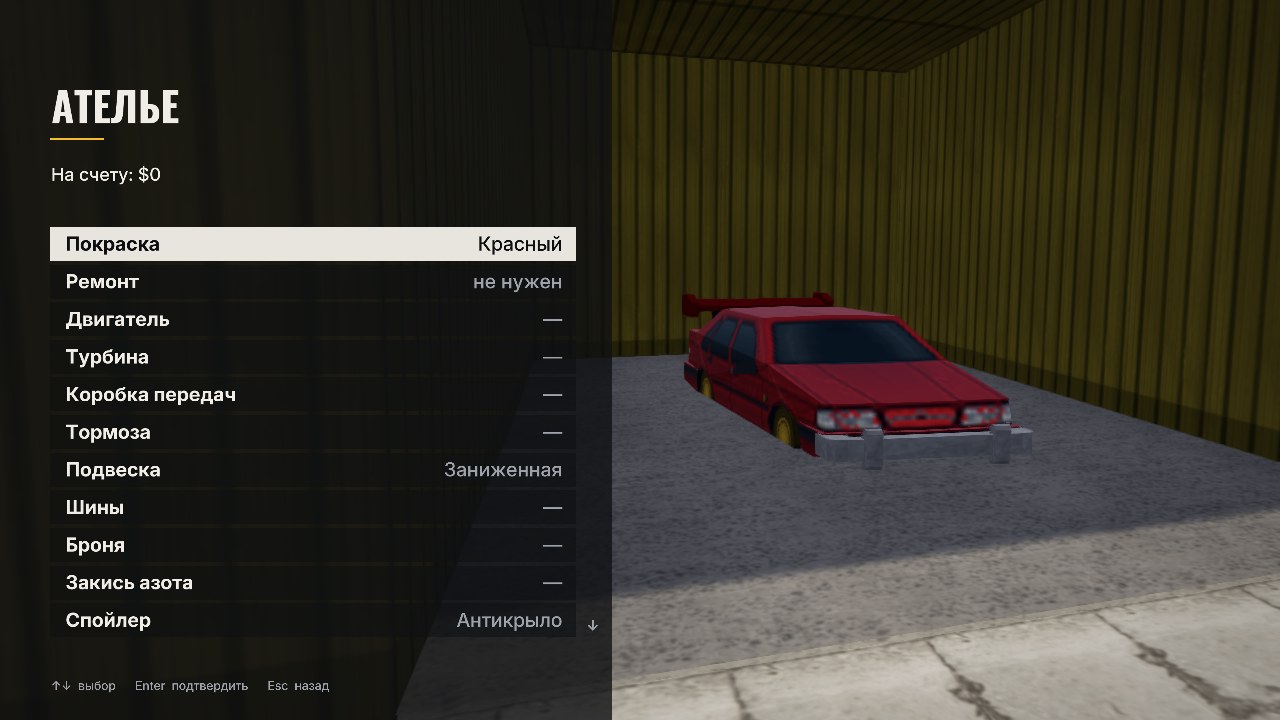 АТЕЛЬЕ
На счету: $0
Покраска Красный
Ремонт не нужен
Двигатель —
Турбина —
Коробка передач —
Тормоза —
Подвеска Заниженная
Шины —
Броня —
Закись азота —
Спойлер Антикрыло ↓
↑↓ выбор Enter подтвердить Esc назад